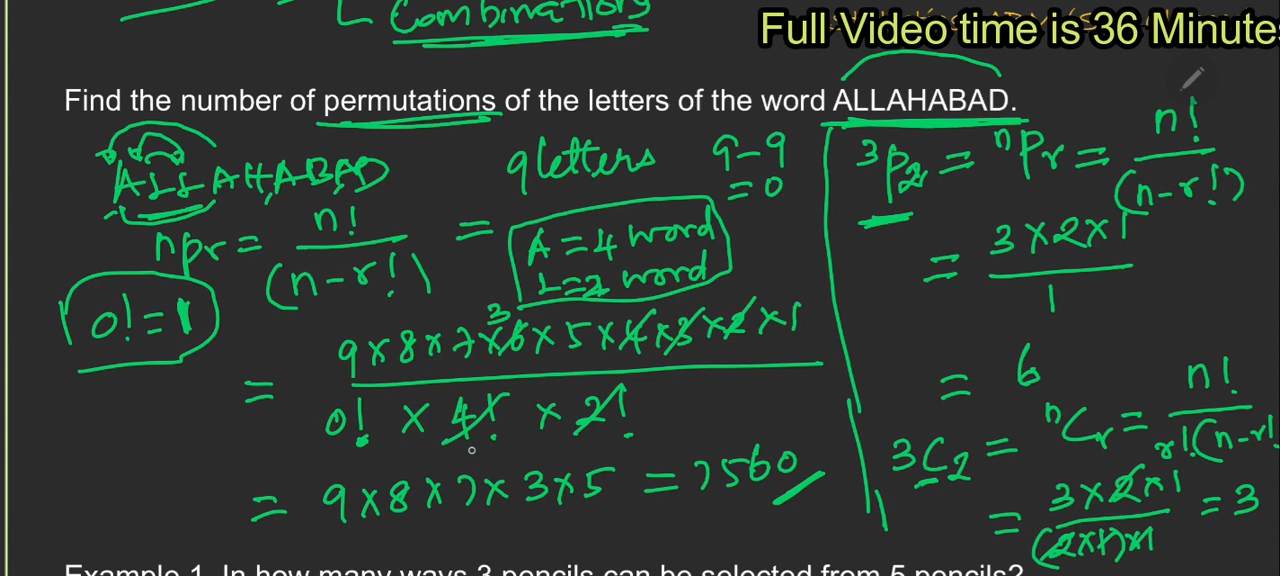 Combinations
Full Video time is 36 Minute
Find the number of permutations of the letters of the word ALLAHABAD.
ALLAHABAD 9 letters 9-9 = 0
npr = n! / (n-r!) =
A = 4 word
L = 2 word
0! = 1
= 9 x 8 x 7 x 6 x 5 x 4 x 3 x 2 x 1 / 0! x 4! x 2!
3
= 9 x 8 x 7 x 3 x 5 = 7560
3P2 = nPr = n! / (n-r!)
= 3 x 2 x 1 / 1
= 6
3C2 = nCr = n! / r!(n-r!
= 3 x 2 x 1 / (2x1) x 1 = 3
Example 1. In how many ways 3 pencils can be selected from 5 pencils?